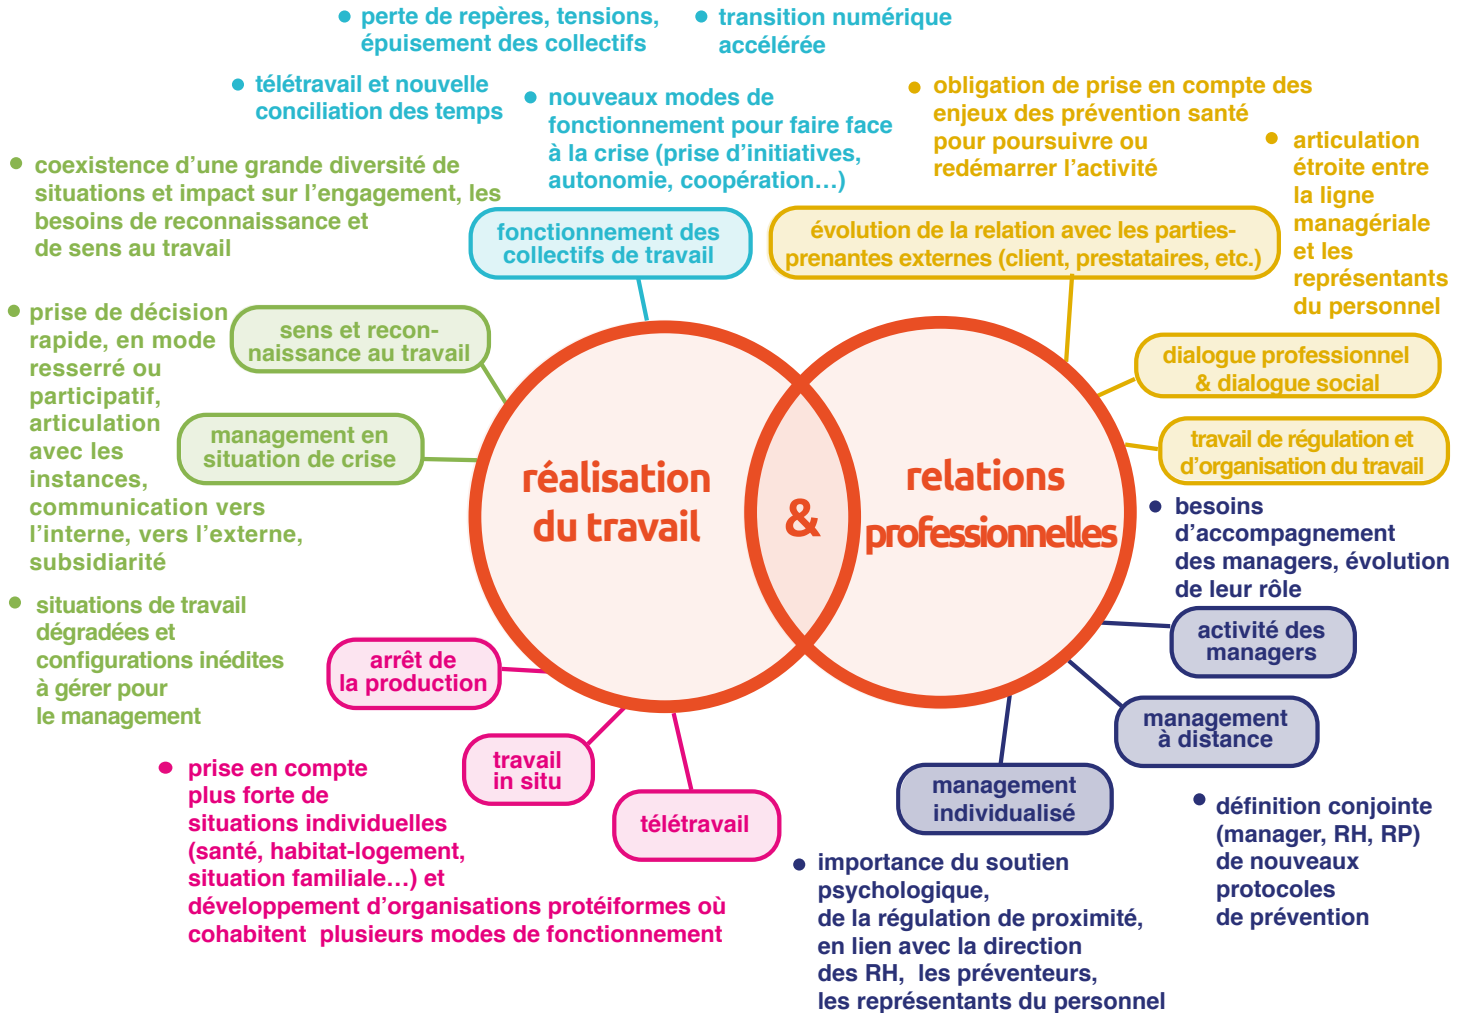 perte de repères, tensions,
épuisement des collectifs
transition numérique
accélérée
télétravail et nouvelle
conciliation des temps
nouveaux modes de
fonctionnement pour faire face
à la crise (prise d'initiatives,
autonomie, coopération…)
obligation de prise en compte des
enjeux des prévention santé
pour poursuivre ou
redémarrer l'activité
articulation
étroite entre
la ligne
managériale
et les
représentants
du personnel
coexistence d'une grande diversité de
situations et impact sur l'engagement, les
besoins de reconnaissance et
de sens au travail
fonctionnement des
collectifs de travail
évolution de la relation avec les parties-
prenantes externes (client, prestataires, etc.)
prise de décision
rapide, en mode
resserré ou
participatif,
articulation
avec les
instances,
communication vers
l'interne, vers l'externe,
subsidiarité
sens et recon-
naissance au travail
dialogue professionnel
& dialogue social
management en
situation de crise
travail de régulation et
d'organisation du travail
réalisation
du travail
&
relations
professionnelles
besoins
d'accompagnement
des managers, évolution
de leur rôle
situations de travail
dégradées et
configurations inédites
à gérer pour
le management
activité des
managers
arrêt de
la production
management
à distance
travail
in situ
management
individualisé
télétravail
prise en compte
plus forte de
situations individuelles
(santé, habitat-logement,
situation familiale…) et
développement d'organisations protéiformes où
cohabitent plusieurs modes de fonctionnement
définition conjointe
(manager, RH, RP)
de nouveaux
protocoles
de prévention
importance du soutien
psychologique,
de la régulation de proximité,
en lien avec la direction
des RH, les préventeurs,
les représentants du personnel